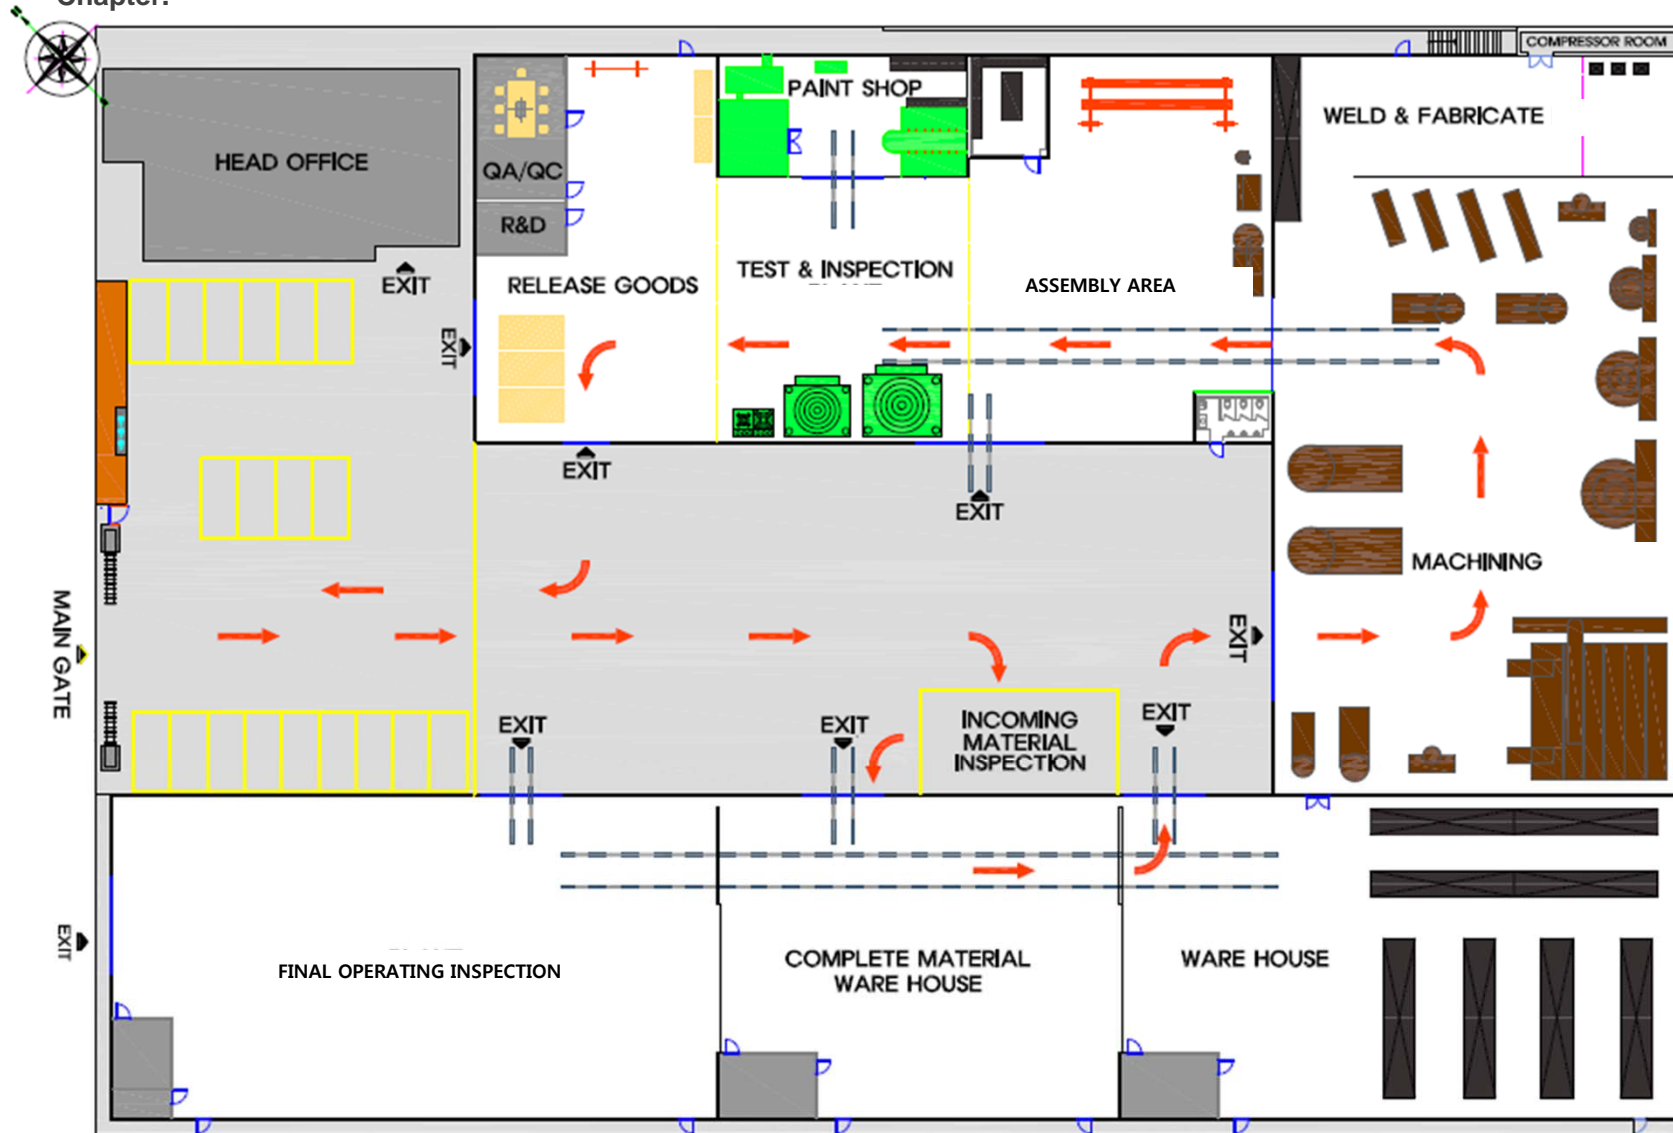 Chapter:
COMPRESSOR ROOM
PAINT SHOP
WELD & FABRICATE
HEAD OFFICE
QA/QC
R&D
EXIT
RELEASE GOODS
TEST & INSPECTION
ASSEMBLY AREA
EXIT
EXIT
EXIT
MACHINING
MAIN GATE
EXIT
EXIT
EXIT
EXIT
INCOMING
MATERIAL
INSPECTION
EXIT
FINAL OPERATING INSPECTION
COMPLETE MATERIAL
WARE HOUSE
WARE HOUSE